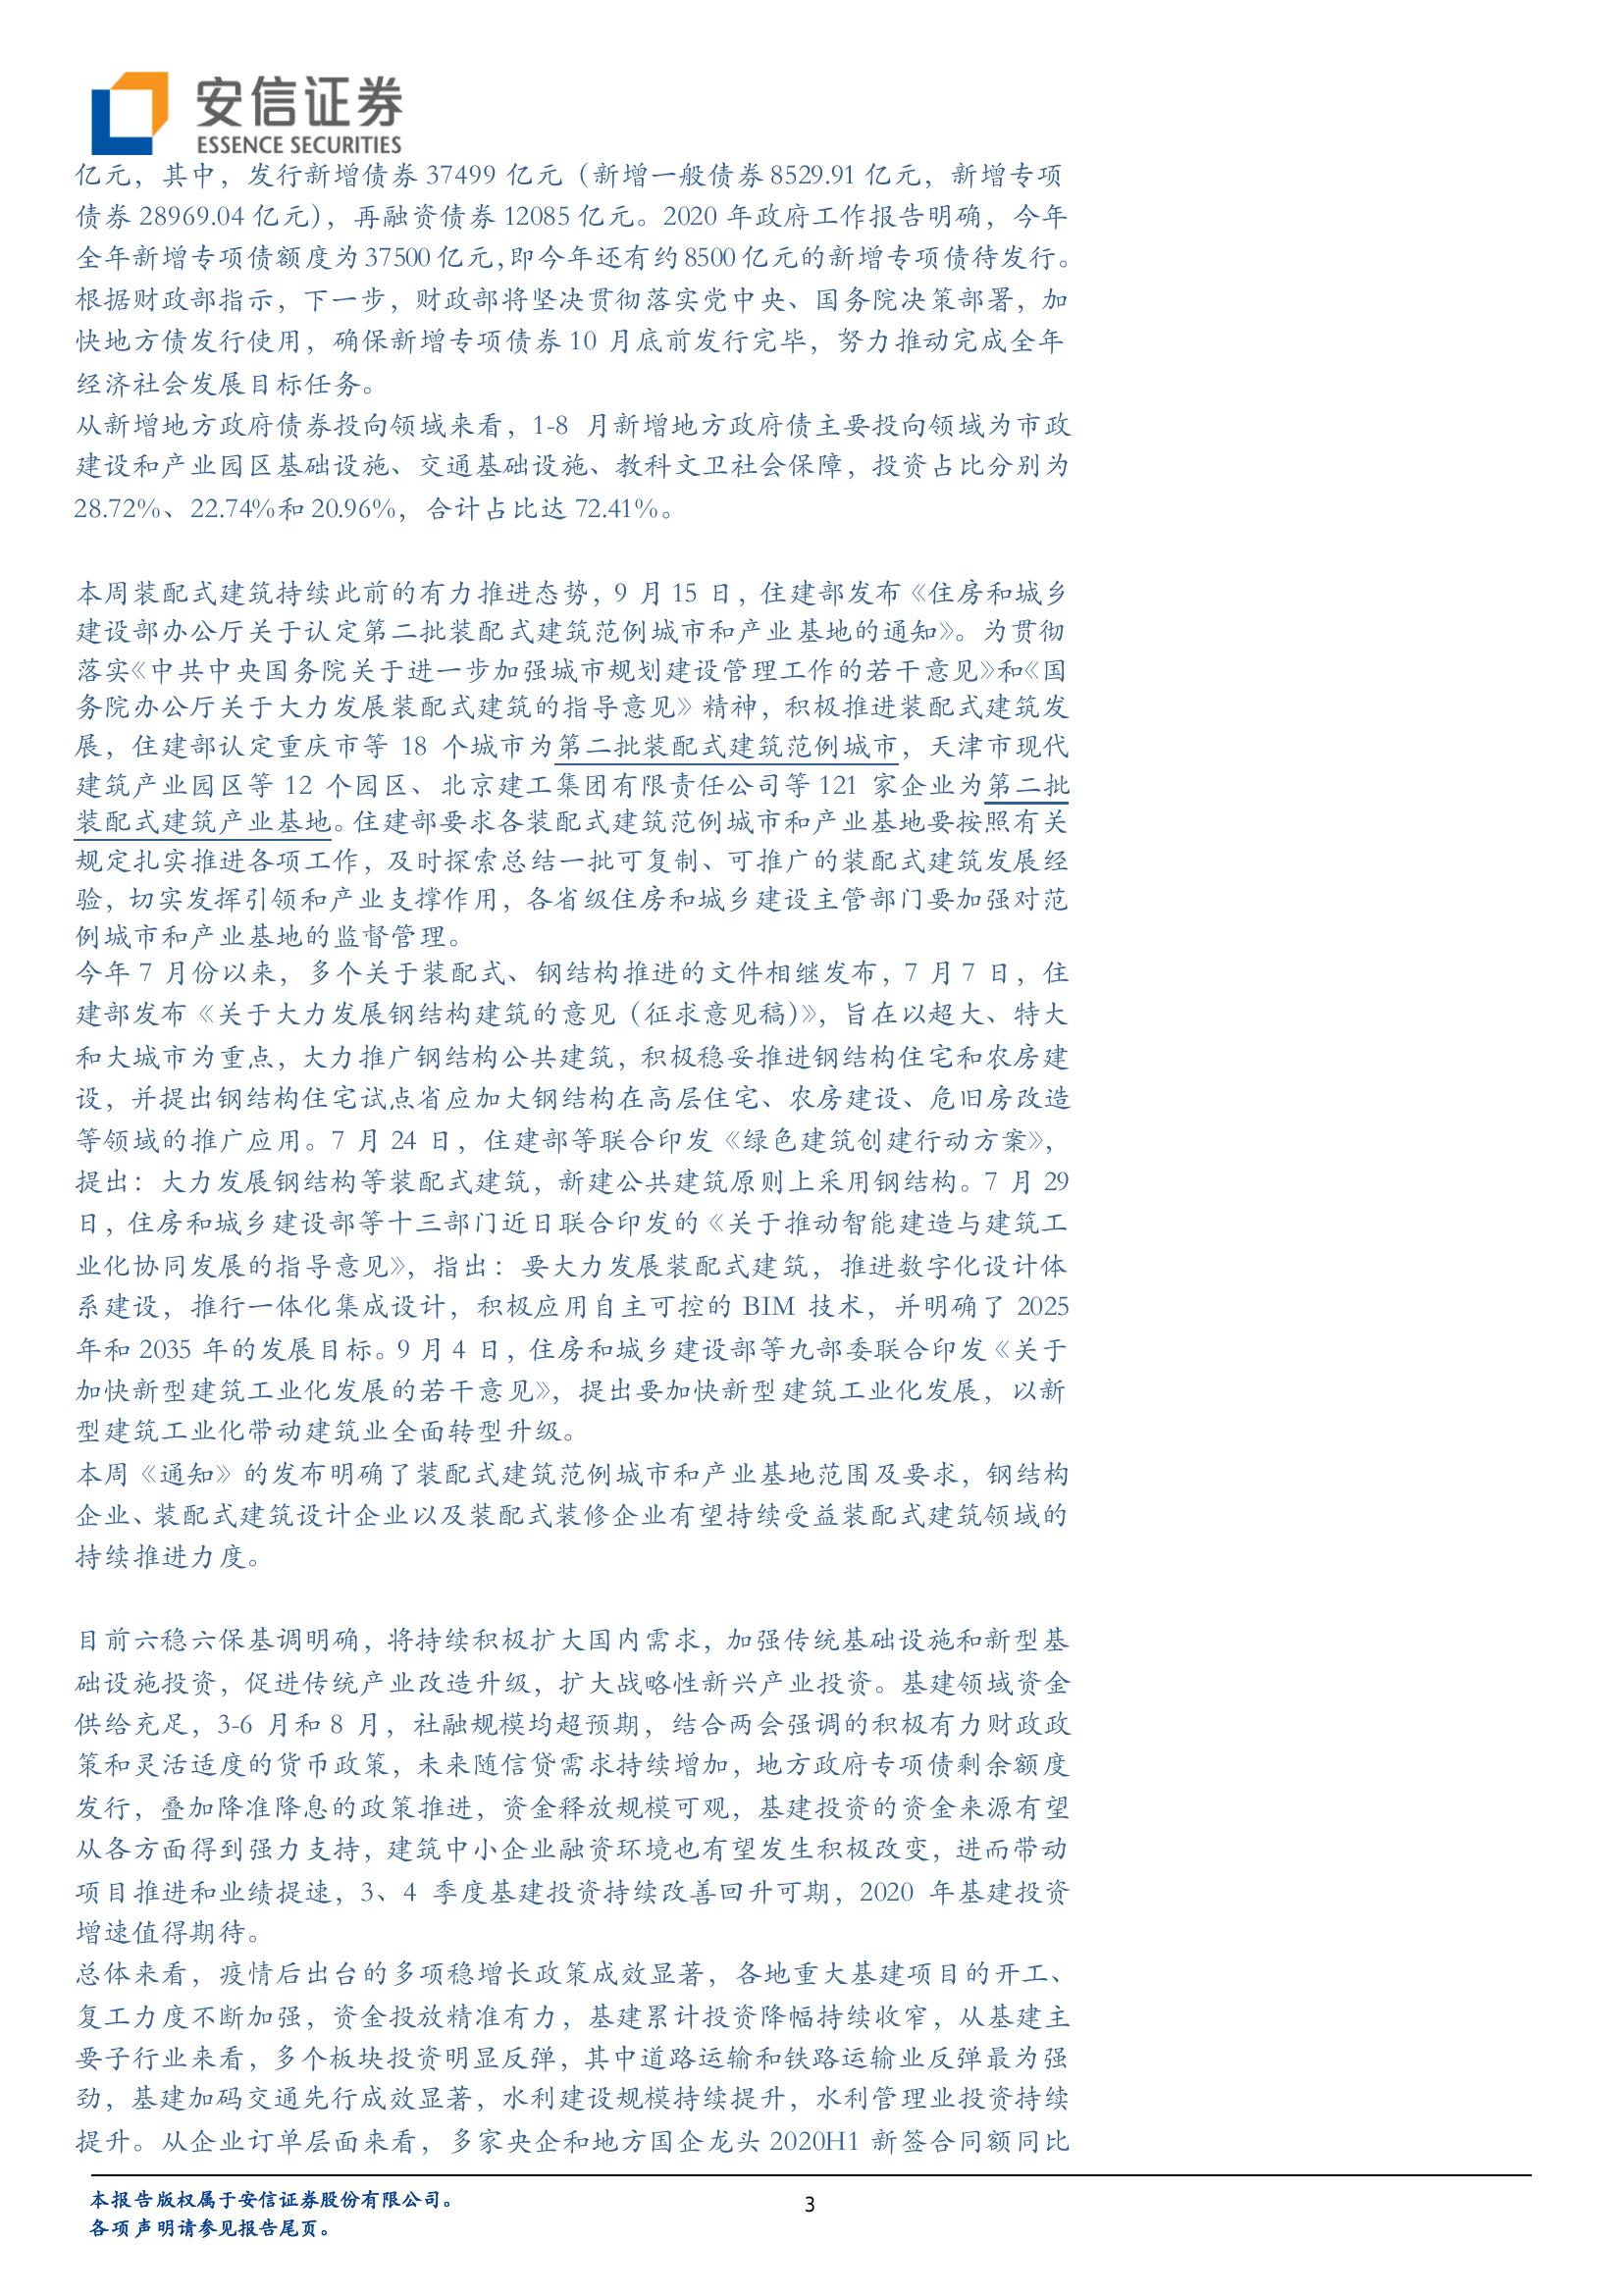 安信证券
ESSENCE SECURITIES
亿元，其中，发行新增债券 37499 亿元（新增一般债券 8529.91 亿元，新增专项
债券 28969.04 亿元），再融资债券 12085 亿元。2020 年政府工作报告明确，今年
全年新增专项债额度为 37500 亿元，即今年还有约 8500 亿元的新增专项债待发行。
根据财政部指示，下一步，财政部将坚决贯彻落实党中央、国务院决策部署，加
快地方债发行使用，确保新增专项债券 10 月底前发行完毕，努力推动完成全年
经济社会发展目标任务。
从新增地方政府债券投向领域来看，1-8 月新增地方政府债主要投向领域为市政
建设和产业园区基础设施、交通基础设施、教科文卫社会保障，投资占比分别为
28.72%、22.74%和 20.96%，合计占比达 72.41%。
本周装配式建筑持续此前的有力推进态势，9 月 15 日，住建部发布《住房和城乡
建设部办公厅关于认定第二批装配式建筑范例城市和产业基地的通知》。为贯彻
落实《中共中央国务院关于进一步加强城市规划建设管理工作的若干意见》和《国
务院办公厅关于大力发展装配式建筑的指导意见》精神，积极推进装配式建筑发
展，住建部认定重庆市等 18 个城市为第二批装配式建筑范例城市，天津市现代
建筑产业园区等 12 个园区、北京建工集团有限责任公司等 121 家企业为第二批
装配式建筑产业基地。住建部要求各装配式建筑范例城市和产业基地要按照有关
规定扎实推进各项工作，及时探索总结一批可复制、可推广的装配式建筑发展经
验，切实发挥引领和产业支撑作用，各省级住房和城乡建设主管部门要加强对范
例城市和产业基地的监督管理。
今年 7 月份以来，多个关于装配式、钢结构推进的文件相继发布，7 月 7 日，住
建部发布《关于大力发展钢结构建筑的意见（征求意见稿）》，旨在以超大、特大
和大城市为重点，大力推广钢结构公共建筑，积极稳妥推进钢结构住宅和农房建
设，并提出钢结构住宅试点省应加大钢结构在高层住宅、农房建设、危旧房改造
等领域的推广应用。7 月 24 日，住建部等联合印发《绿色建筑创建行动方案》，
提出：大力发展钢结构等装配式建筑，新建公共建筑原则上采用钢结构。7 月 29
日，住房和城乡建设部等十三部门近日联合印发的《关于推动智能建造与建筑工
业化协同发展的指导意见》，指出：要大力发展装配式建筑，推进数字化设计体
系建设，推行一体化集成设计，积极应用自主可控的 BIM 技术，并明确了 2025
年和 2035 年的发展目标。9 月 4 日，住房和城乡建设部等九部委联合印发《关于
加快新型建筑工业化发展的若干意见》，提出要加快新型建筑工业化发展，以新
型建筑工业化带动建筑业全面转型升级。
本周《通知》的发布明确了装配式建筑范例城市和产业基地范围及要求，钢结构
企业、装配式建筑设计企业以及装配式装修企业有望持续受益装配式建筑领域的
持续推进力度。
目前六稳六保基调明确，将持续积极扩大国内需求，加强传统基础设施和新型基
础设施投资，促进传统产业改造升级，扩大战略性新兴产业投资。基建领域资金
供给充足，3-6 月和 8 月，社融规模均超预期，结合两会强调的积极有力财政政
策和灵活适度的货币政策，未来随信贷需求持续增加，地方政府专项债剩余额度
发行，叠加降准降息的政策推进，资金释放规模可观，基建投资的资金来源有望
从各方面得到强力支持，建筑中小企业融资环境也有望发生积极改变，进而带动
项目推进和业绩提速，3、4 季度基建投资持续改善回升可期，2020 年基建投资
增速值得期待。
总体来看，疫情后出台的多项稳增长政策成效显著，各地重大基建项目的开工、
复工力度不断加强，资金投放精准有力，基建累计投资降幅持续收窄，从基建主
要子行业来看，多个板块投资明显反弹，其中道路运输和铁路运输业反弹最为强
劲，基建加码交通先行成效显著，水利建设规模持续提升，水利管理业投资持续
提升。从企业订单层面来看，多家央企和地方国企龙头 2020H1 新签合同额同比
本报告版权属于安信证券股份有限公司。
3
各项声明请参见报告尾页。